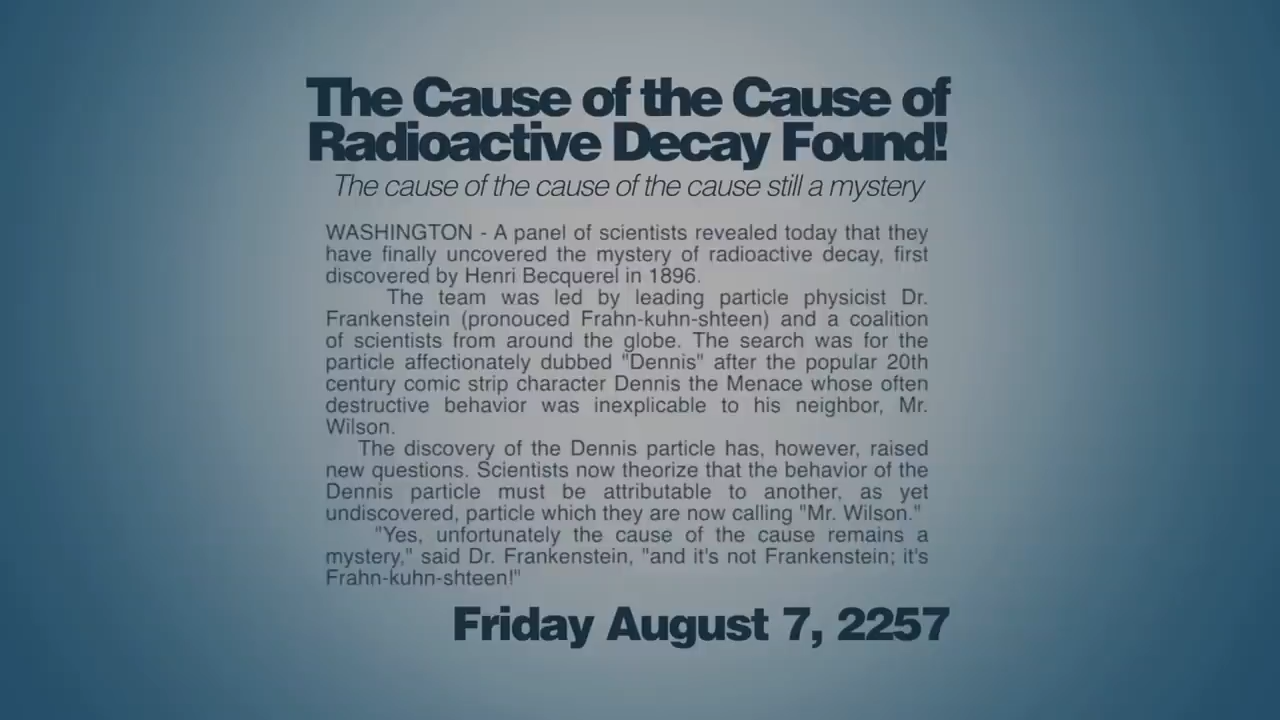 The Cause of the Cause of
Radioactive Decay Found!
The cause of the cause of the cause still a mystery
WASHINGTON - A panel of scientists revealed today that they
have finally uncovered the mystery of radioactive decay, first
discovered by Henri Becquerel in 1896.
The team was led by leading particle physicist Dr.
Frankenstein (pronouced Frahn-kuhn-shteen) and a coalition
of scientists from around the globe. The search was for the
particle affectionately dubbed "Dennis" after the popular 20th
century comic strip character Dennis the Menace whose often
destructive behavior was inexplicable to his neighbor, Mr.
Wilson.
The discovery of the Dennis particle has, however, raised
new questions. Scientists now theorize that the behavior of the
Dennis particle must be attributable to another, as yet
undiscovered, particle which they are now calling "Mr. Wilson."
"Yes, unfortunately the cause of the cause remains a
mystery," said Dr. Frankenstein, "and it's not Frankenstein; it's
Frahn-kuhn-shteen!"
Friday August 7, 2257